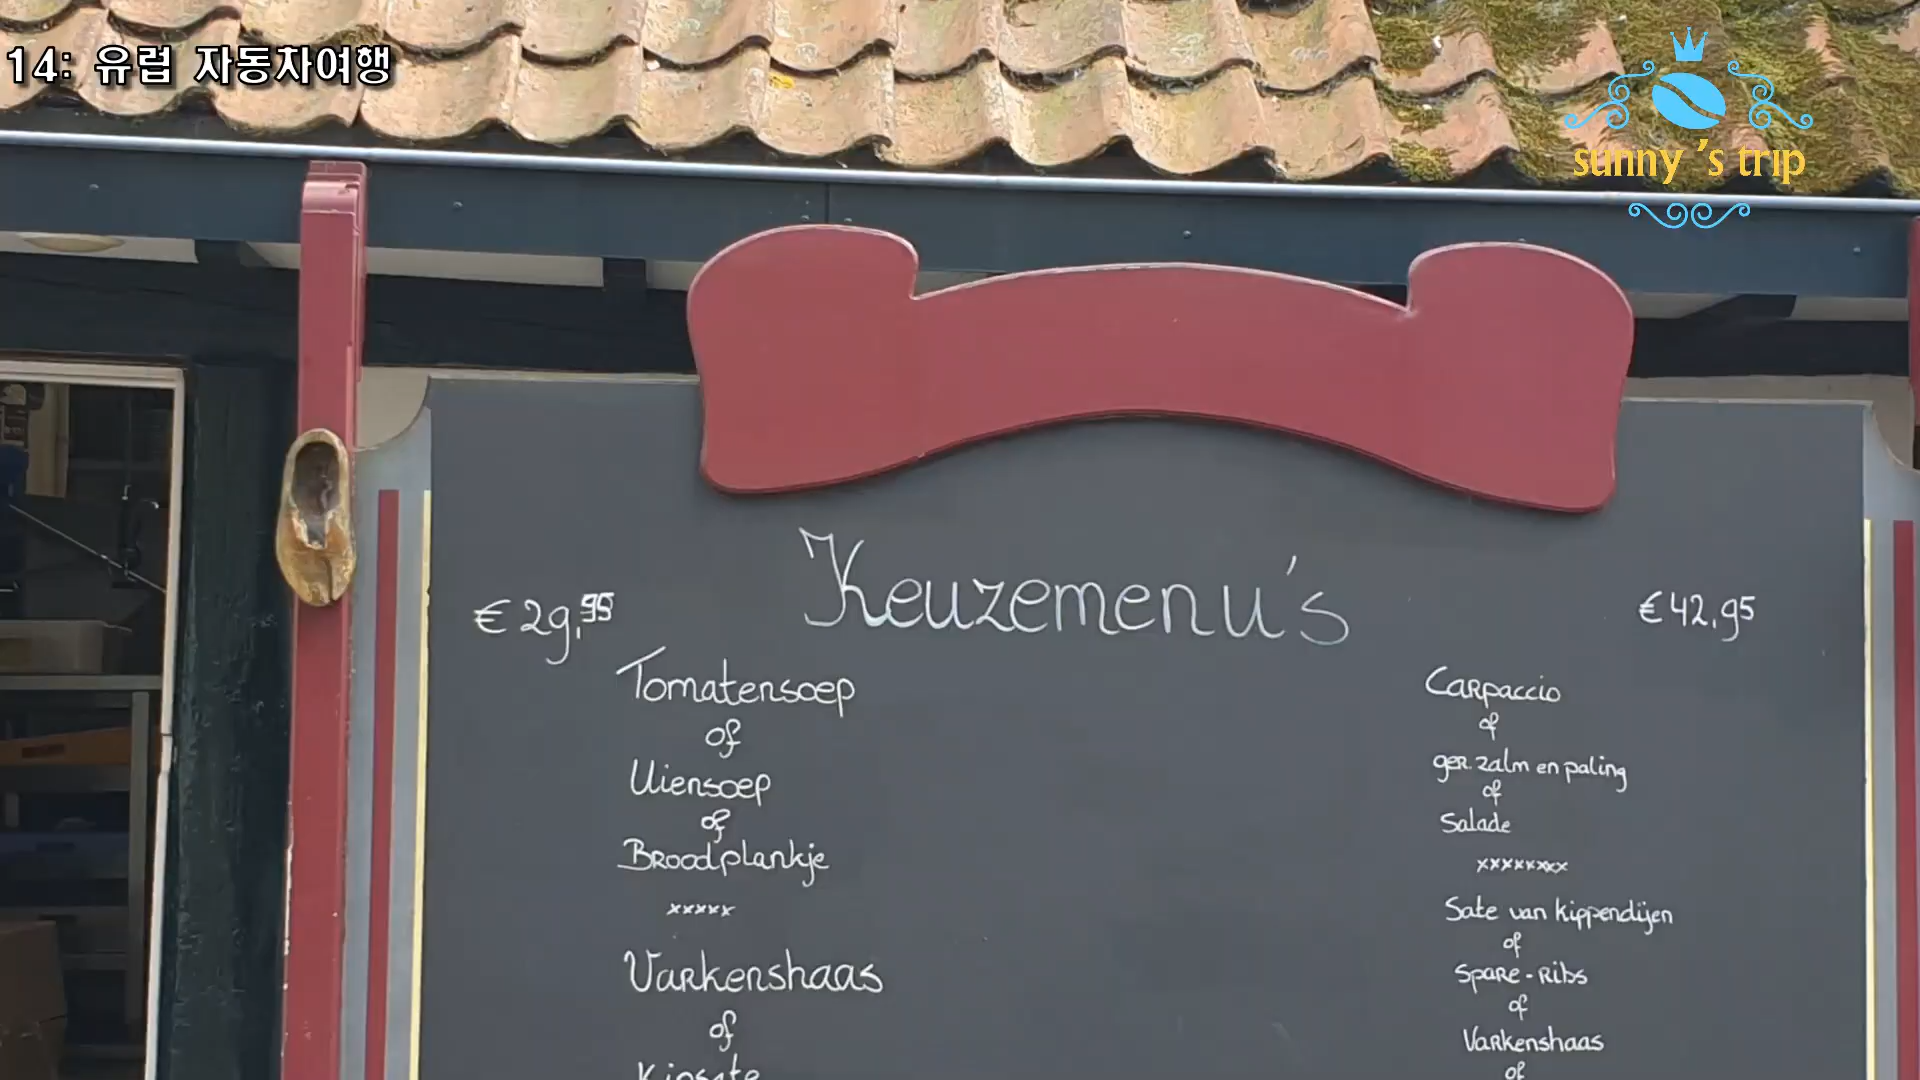 14: 유럽 자동차여행
sunny 's trip
Keuzemenu's
€ 29,95
Tomatensoep
of
Uiensoep
of
Broodplankje
xxxxx
Varkenshaas
of
Kipsate
€ 42,95
Carpaccio
of
ger. zalm en paling
of
Salade
xxxxxxxx
Sate van kippendijen
of
Spare-Ribs
of
Varkenshaas
of